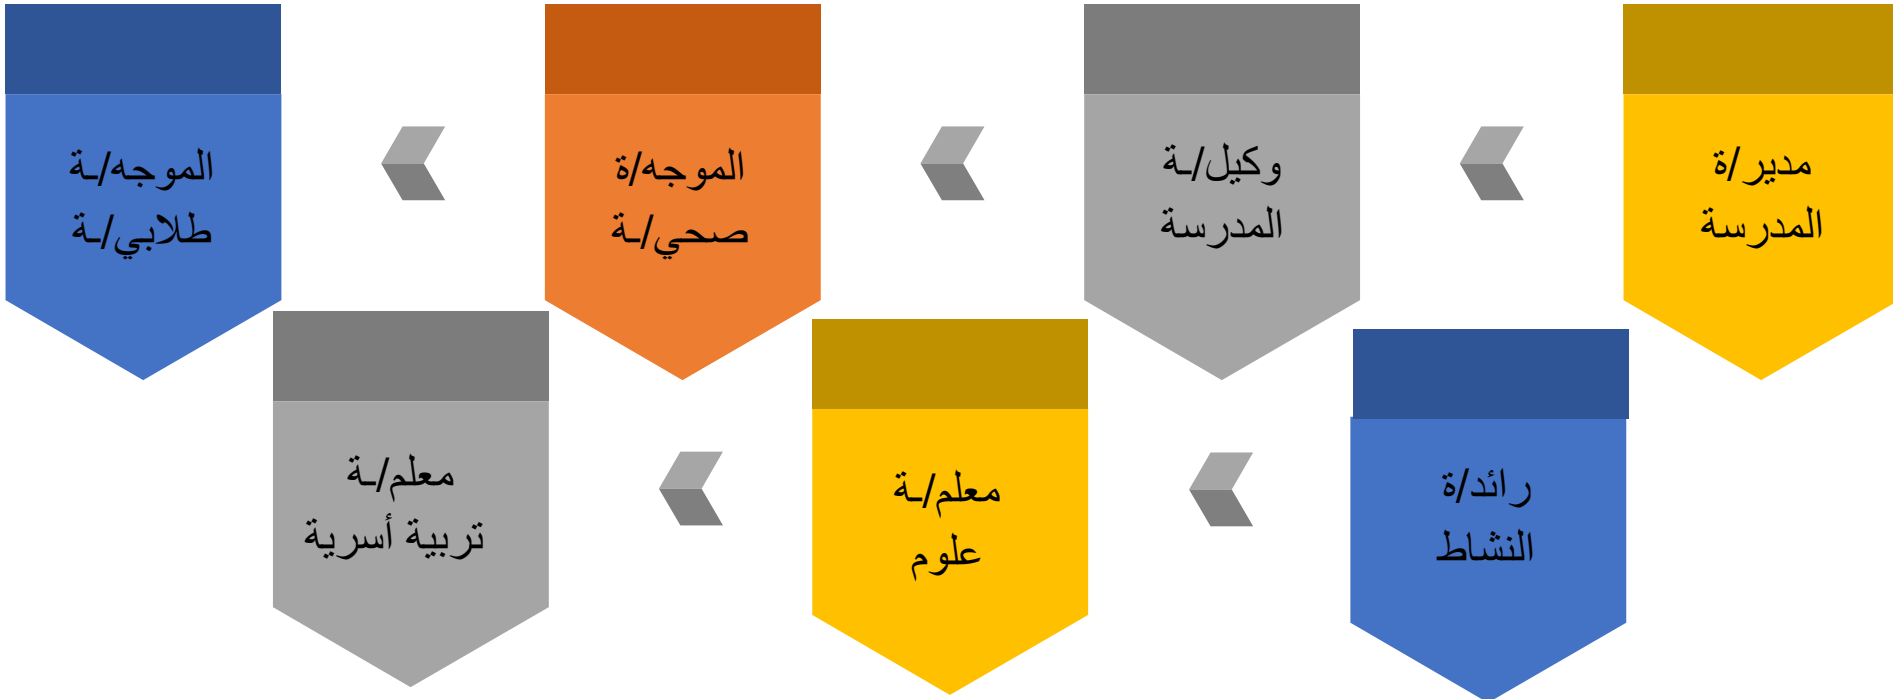 مدير/ة
المدرسة
وكيل/ـة
المدرسة
الموجه/ة
صحي/ـة
الموجه/ـة
طلابي/ـة
رائد/ة
النشاط
معلم/ـة
علوم
معلم/ـة
تربية أسرية